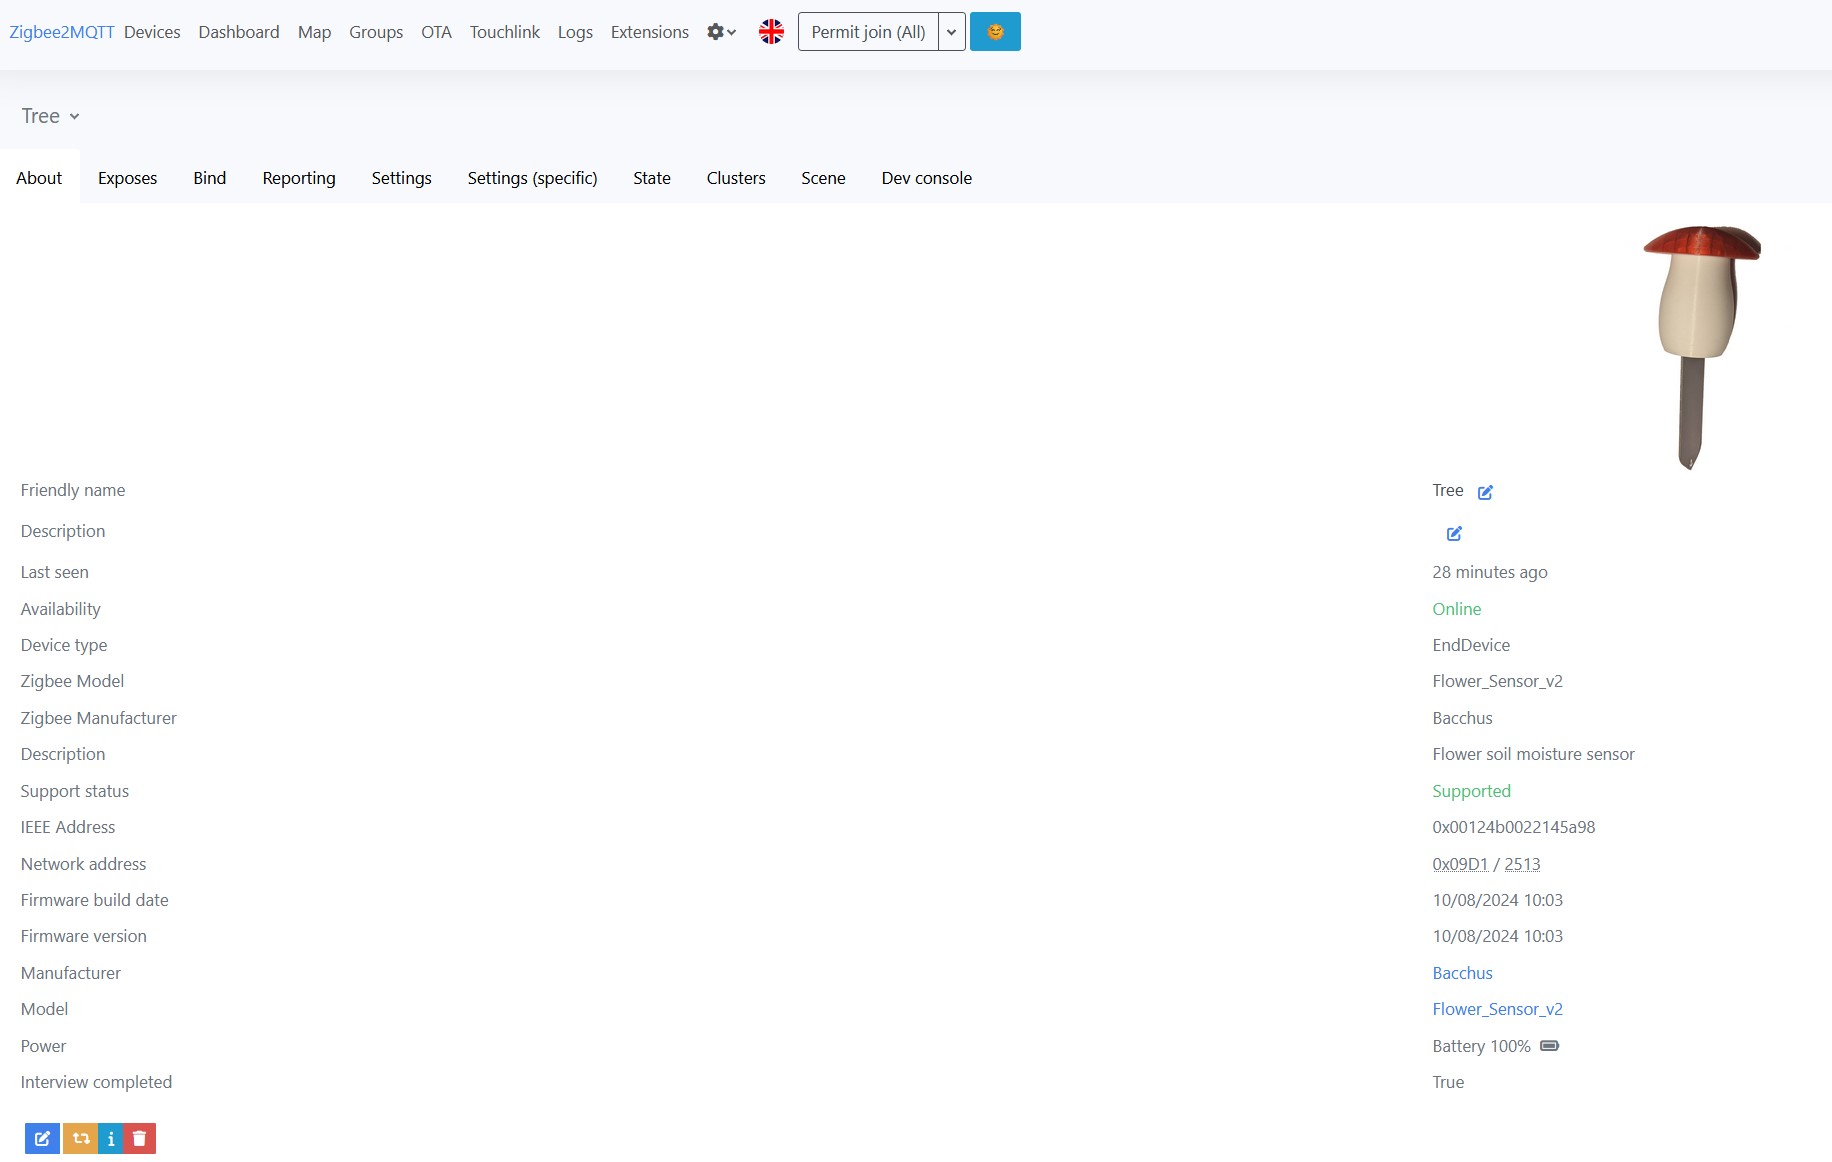 Zigbee2MQTT Devices Dashboard Map Groups OTA Touchlink Logs Extensions Permit join (All)
Tree
About Exposes Bind Reporting Settings Settings (specific) State Clusters Scene Dev console
Friendly name Tree
Description
Last seen 28 minutes ago
Availability Online
Device type EndDevice
Zigbee Model Flower_Sensor_v2
Zigbee Manufacturer Bacchus
Description Flower soil moisture sensor
Support status Supported
IEEE Address 0x00124b0022145a98
Network address 0x09D1 / 2513
Firmware build date 10/08/2024 10:03
Firmware version 10/08/2024 10:03
Manufacturer Bacchus
Model Flower_Sensor_v2
Power Battery 100%
Interview completed True